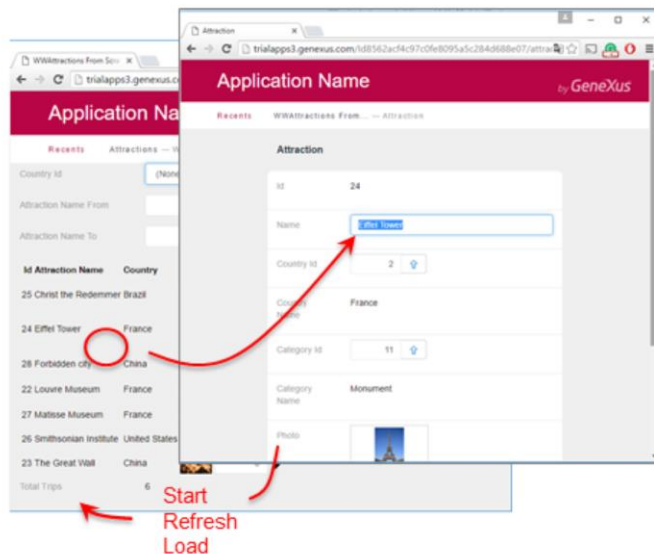 Attraction
trialapps3.genexus.com/Id8562acf4c97c0fe8095a5c284d688e07/attrac
Application Name
by GeneXus
Recents WWAttractions From... — Attraction
Attraction
Id 24
Name Eiffel Tower
Country Id 2
Country Name France
Category Id 11
Category Name Monument
Photo
WWAttractions From Scr
trialapps3.genexus.c
Application Na
Recents Attractions — W
Country Id (None
Attraction Name From
Attraction Name To
Id Attraction Name Country
25 Christ the Redemmer Brazil
24 Eiffel Tower France
28 Forbidden city China
22 Louvre Museum France
27 Matisse Museum France
26 Smithsonian Institute United States
23 The Great Wall China
Total Trips 6
Start
Refresh
Load